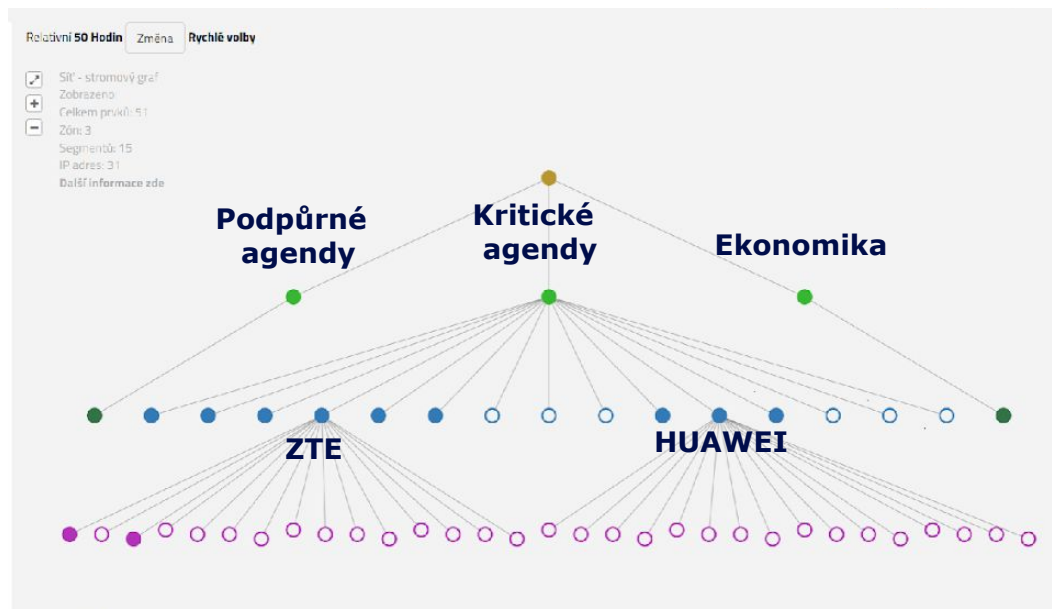 Relativní 50 Hodin Změna Rychlé volby
Síť - stromový graf
Zobrazeno
Celkem prvků: 51
Zón: 3
Segmentů: 15
IP adres: 31
Další informace zde
Podpůrné
agendy
Kritické
agendy
Ekonomika
ZTE
HUAWEI